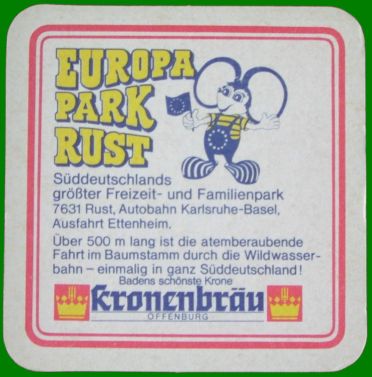 EUROPA
PARK
RUST
Süddeutschlands
größter Freizeit- und Familienpark
7631 Rust, Autobahn Karlsruhe-Basel,
Ausfahrt Ettenheim.
Über 500 m lang ist die atemberaubende
Fahrt im Baumstamm durch die Wildwasser-
bahn – einmalig in ganz Süddeutschland!
Badens schönste Krone
Kronenbräu
OFFENBURG